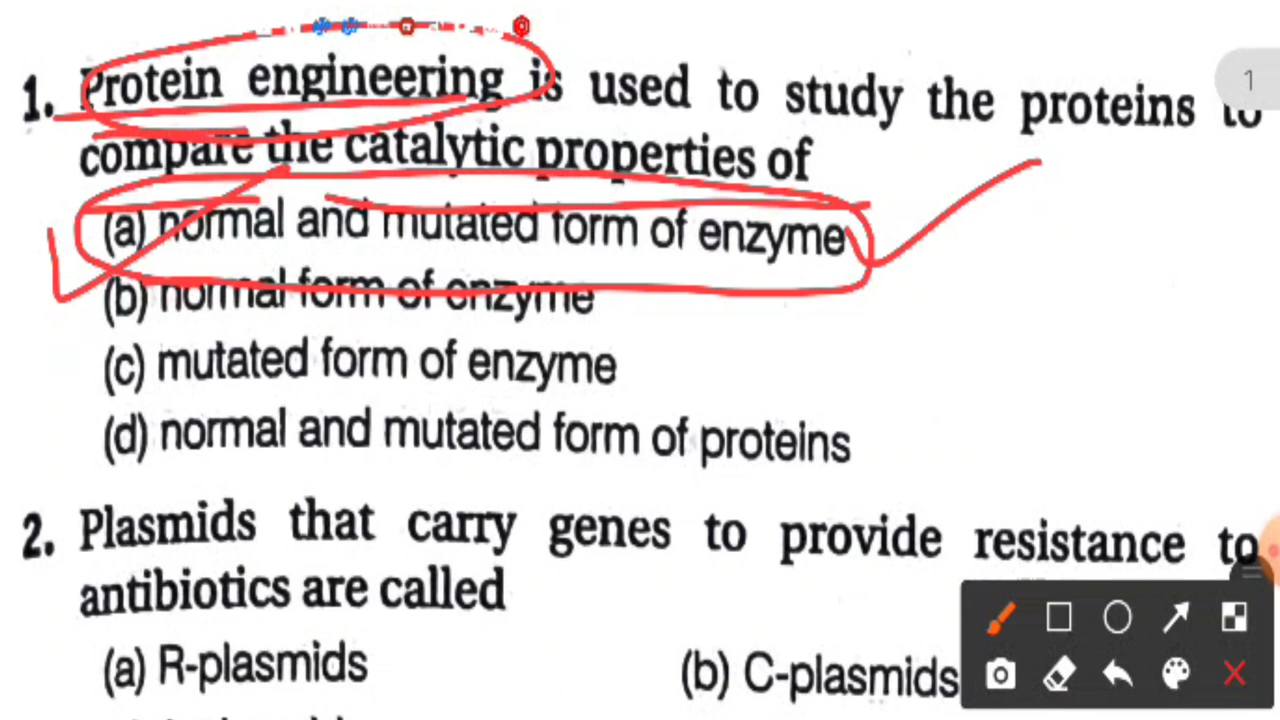 1
1. Protein engineering is used to study the proteins to
compare the catalytic properties of
(a) normal and mutated form of enzyme
(b) normal form of enzyme
(c) mutated form of enzyme
(d) normal and mutated form of proteins
2. Plasmids that carry genes to provide resistance to
antibiotics are called
(a) R-plasmids (b) C-plasmids